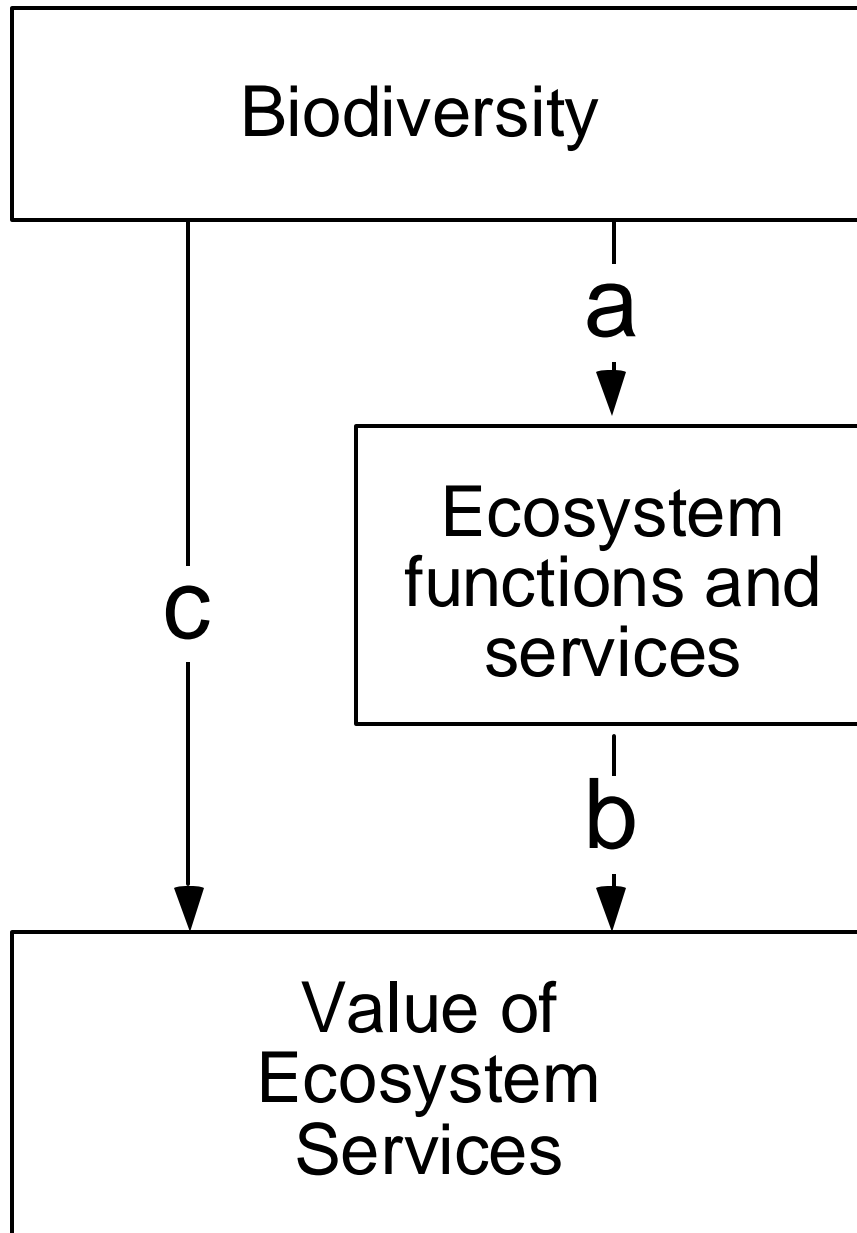 Biodiversity
a
Ecosystem
functions and
services
c
b
Value of
Ecosystem
Services